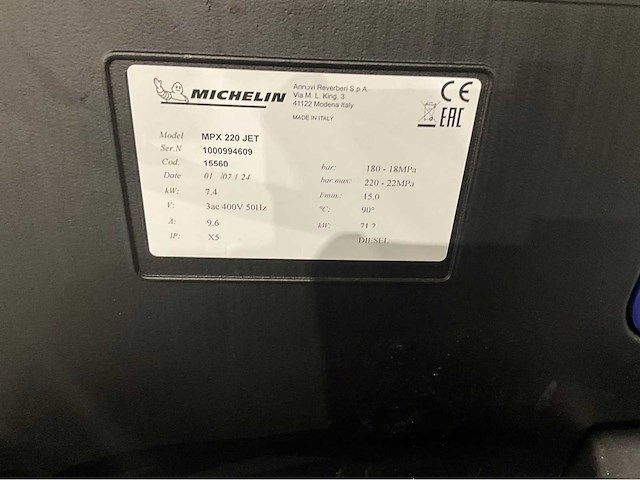 MICHELIN
Annovi Reverberi S.p.A
Via M. L. King, 3
41122 Modena Italy
MADE IN ITALY
CE
EAC
Model MPX 220 JET
Ser.N 1000994609
Cod. 15560
Date 01 /07 / 24
kW: 7.4
V: 3ac 400V 50Hz
A: 9.6
IP: X5
bar: 180 - 18MPa
bar max: 220 - 22MPa
l/min : 15.0
°C: 90°
kW: 71.2
DIESEL